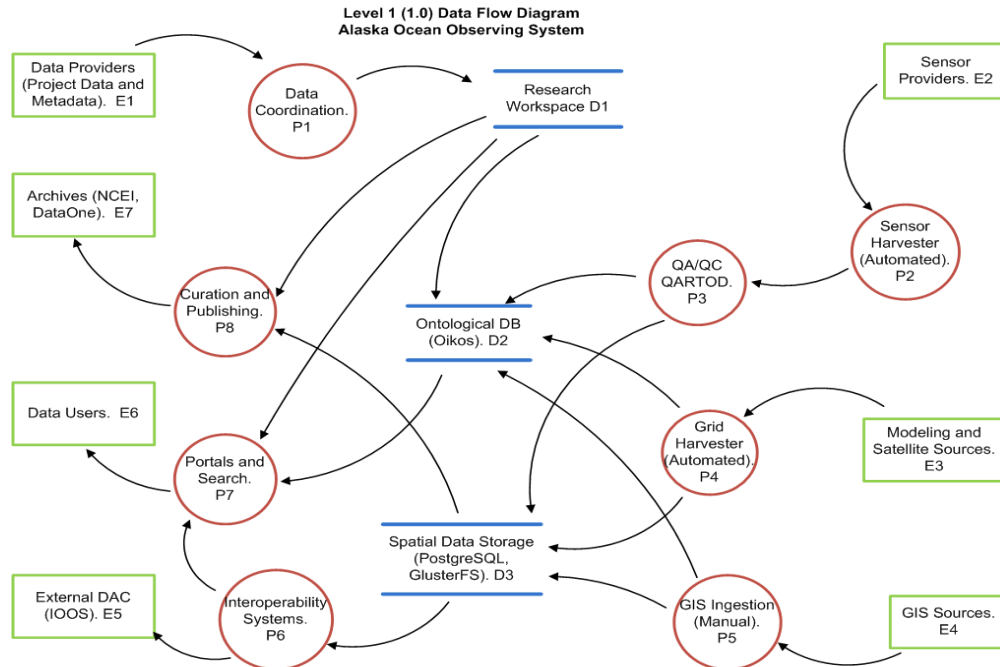 Level 1 (1.0) Data Flow Diagram
Alaska Ocean Observing System
Data Providers
(Project Data and
Metadata).  E1
Data
Coordination.
P1
Research
Workspace D1
Sensor
Providers. E2
Archives (NCEI,
DataOne).  E7
Sensor
Harvester
(Automated).
P2
QA/QC
QARTOD.
P3
Curation and
Publishing.
P8
Ontological DB
(Oikos). D2
Data Users.  E6
Grid
Harvester
(Automated).
P4
Modeling and
Satellite Sources.
E3
Portals and
Search.
P7
Spatial Data Storage
(PostgreSQL,
GlusterFS). D3
External DAC
(IOOS). E5
Interoperability
Systems.
P6
GIS Ingestion
(Manual).
P5
GIS Sources.
E4